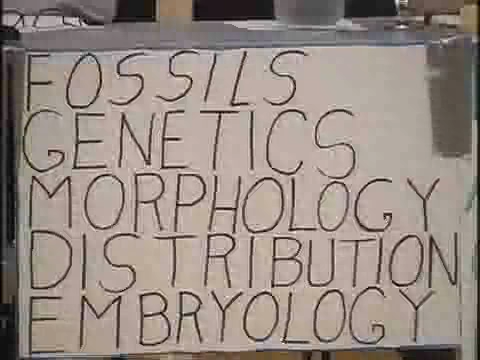 FOSSILS
GENETICS
MORPHOLOGY
DISTRIBUTION
EMBRYOLOGY